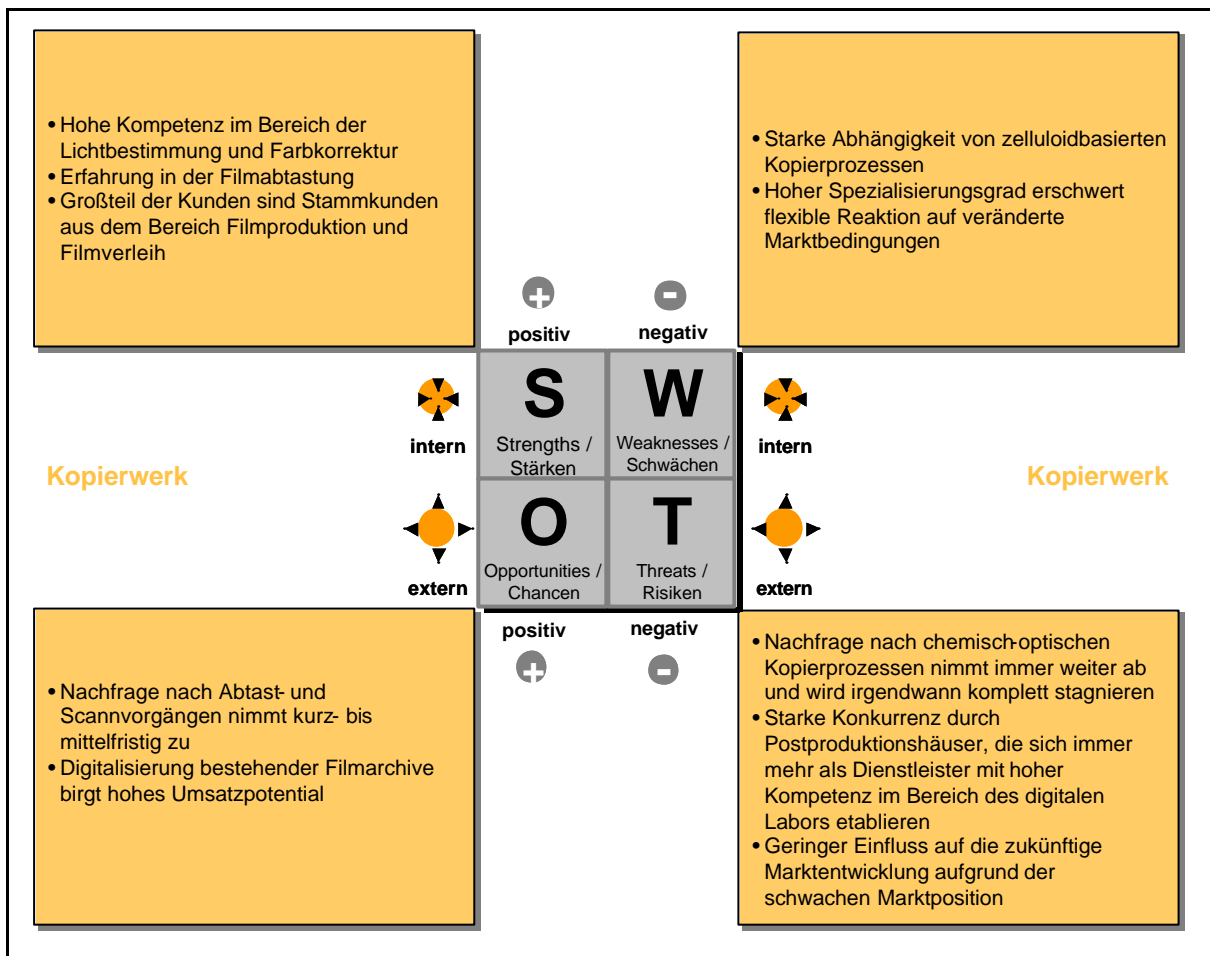 • Hohe Kompetenz im Bereich der
Lichtbestimmung und Farbkorrektur
• Erfahrung in der Filmabtastung
• Großteil der Kunden sind Stammkunden
aus dem Bereich Filmproduktion und
Filmverleih
• Starke Abhängigkeit von zelluloidbasierten
Kopierprozessen
• Hoher Spezialisierungsgrad erschwert
flexible Reaktion auf veränderte
Marktbedingungen
+
-
positiv
negativ
S
Strengths /
Stärken
W
Weaknesses /
Schwächen
intern
intern
Kopierwerk
Kopierwerk
O
Opportunities /
Chancen
T
Threats /
Risiken
extern
extern
positiv
negativ
+
-
• Nachfrage nach Abtast- und
Scannvorgängen nimmt kurz- bis
mittelfristig zu
• Digitalisierung bestehender Filmarchive
birgt hohes Umsatzpotential
• Nachfrage nach chemisch-optischen
Kopierprozessen nimmt immer weiter ab
und wird irgendwann komplett stagnieren
• Starke Konkurrenz durch
Postproduktionshäuser, die sich immer
mehr als Dienstleister mit hoher
Kompetenz im Bereich des digitalen
Labors etablieren
• Geringer Einfluss auf die zukünftige
Marktentwicklung aufgrund der
schwachen Marktposition